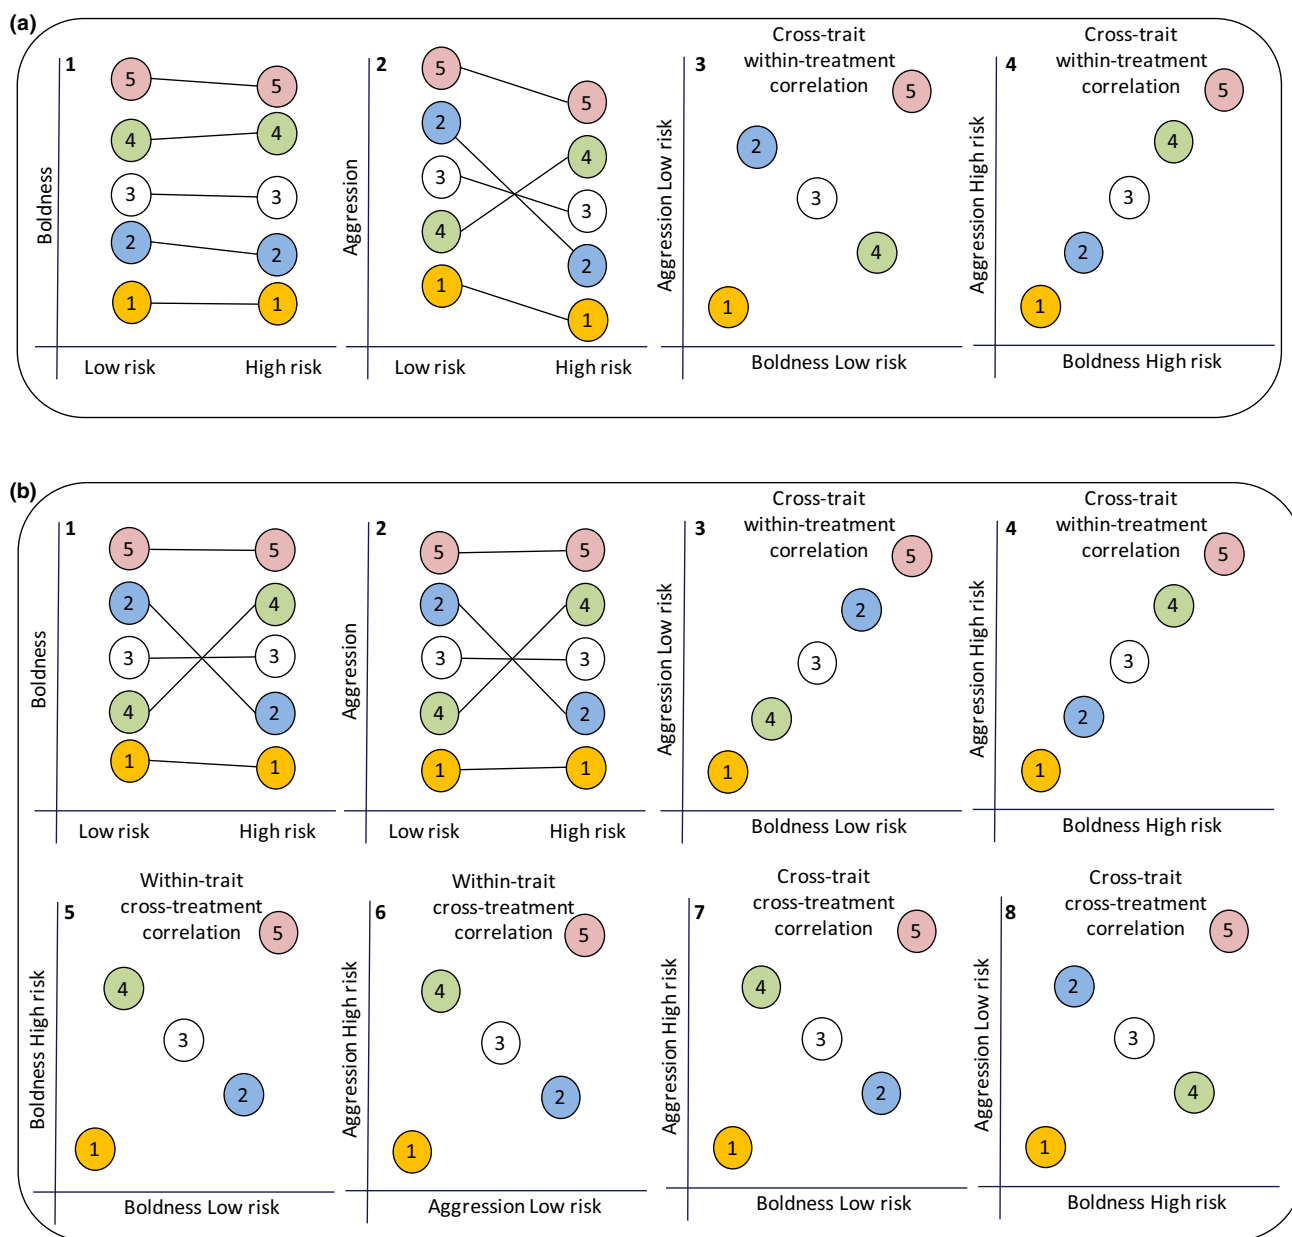 (a)
1
Boldness
5
5
4
4
3
3
2
2
1
1
Low risk
High risk
2
Aggression
5
5
2
4
3
3
4
2
1
1
Low risk
High risk
3
Cross-trait
within-treatment
correlation
Aggression Low risk
5
2
3
4
1
Boldness Low risk
4
Cross-trait
within-treatment
correlation
Aggression High risk
5
4
3
2
1
Boldness High risk
(b)
1
Boldness
5
5
2
4
3
3
4
2
1
1
Low risk
High risk
2
Aggression
5
5
2
4
3
3
4
2
1
1
Low risk
High risk
3
Cross-trait
within-treatment
correlation
Aggression Low risk
5
2
3
4
1
Boldness Low risk
4
Cross-trait
within-treatment
correlation
Aggression High risk
5
4
3
2
1
Boldness High risk
5
Within-trait
cross-treatment
correlation
Boldness High risk
5
4
3
2
1
Boldness Low risk
6
Within-trait
cross-treatment
correlation
Aggression High risk
5
4
3
2
1
Aggression Low risk
7
Cross-trait
cross-treatment
correlation
Aggression High risk
5
4
3
2
1
Boldness Low risk
8
Cross-trait
cross-treatment
correlation
Aggression Low risk
5
2
3
4
1
Boldness High risk